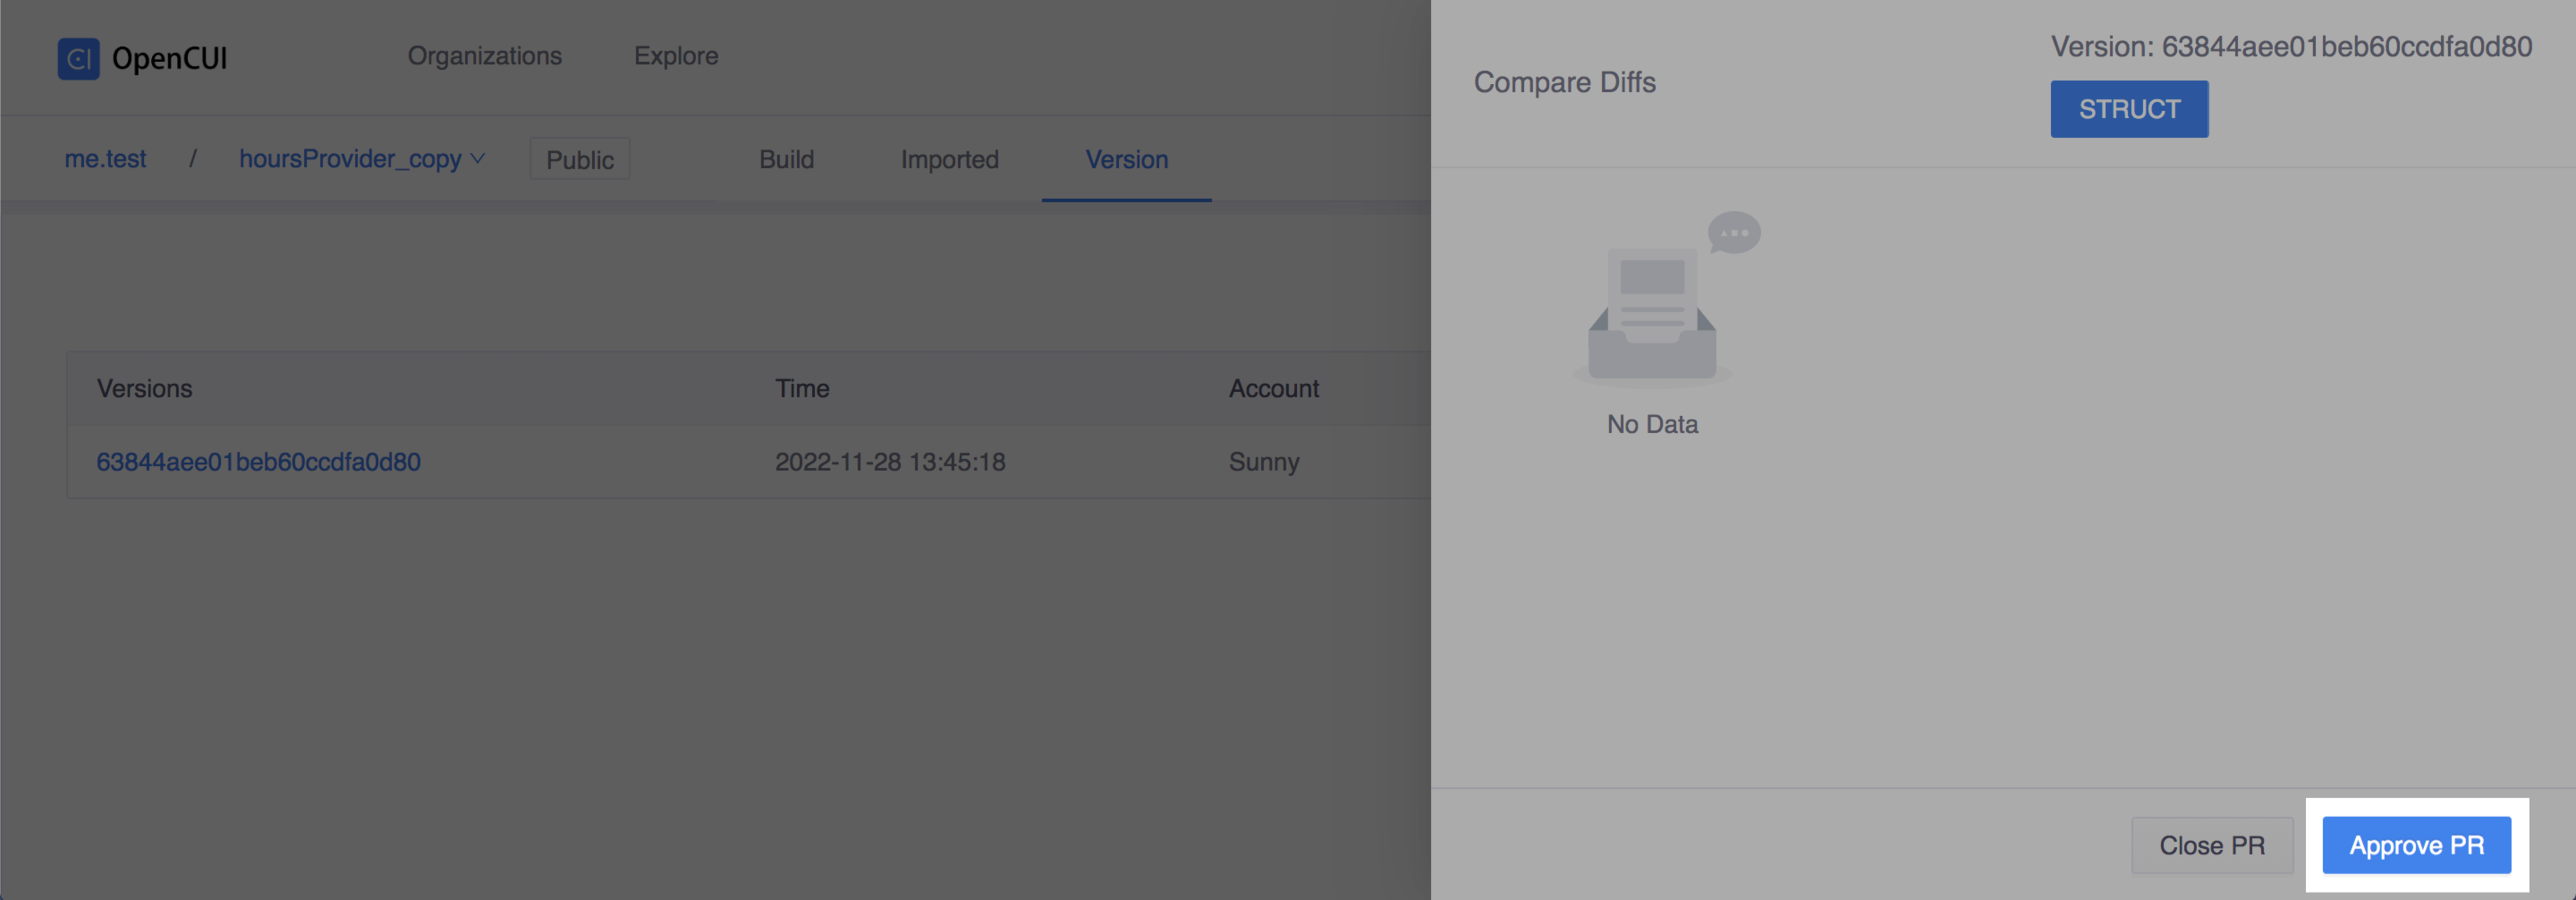 OpenCUI Organizations Explore
me.test / hoursProvider_copy Public Build Imported Version
Versions Time Account
63844aee01beb60ccdfa0d80 2022-11-28 13:45:18 Sunny
Compare Diffs
Version: 63844aee01beb60ccdfa0d80
STRUCT
No Data
Close PR Approve PR